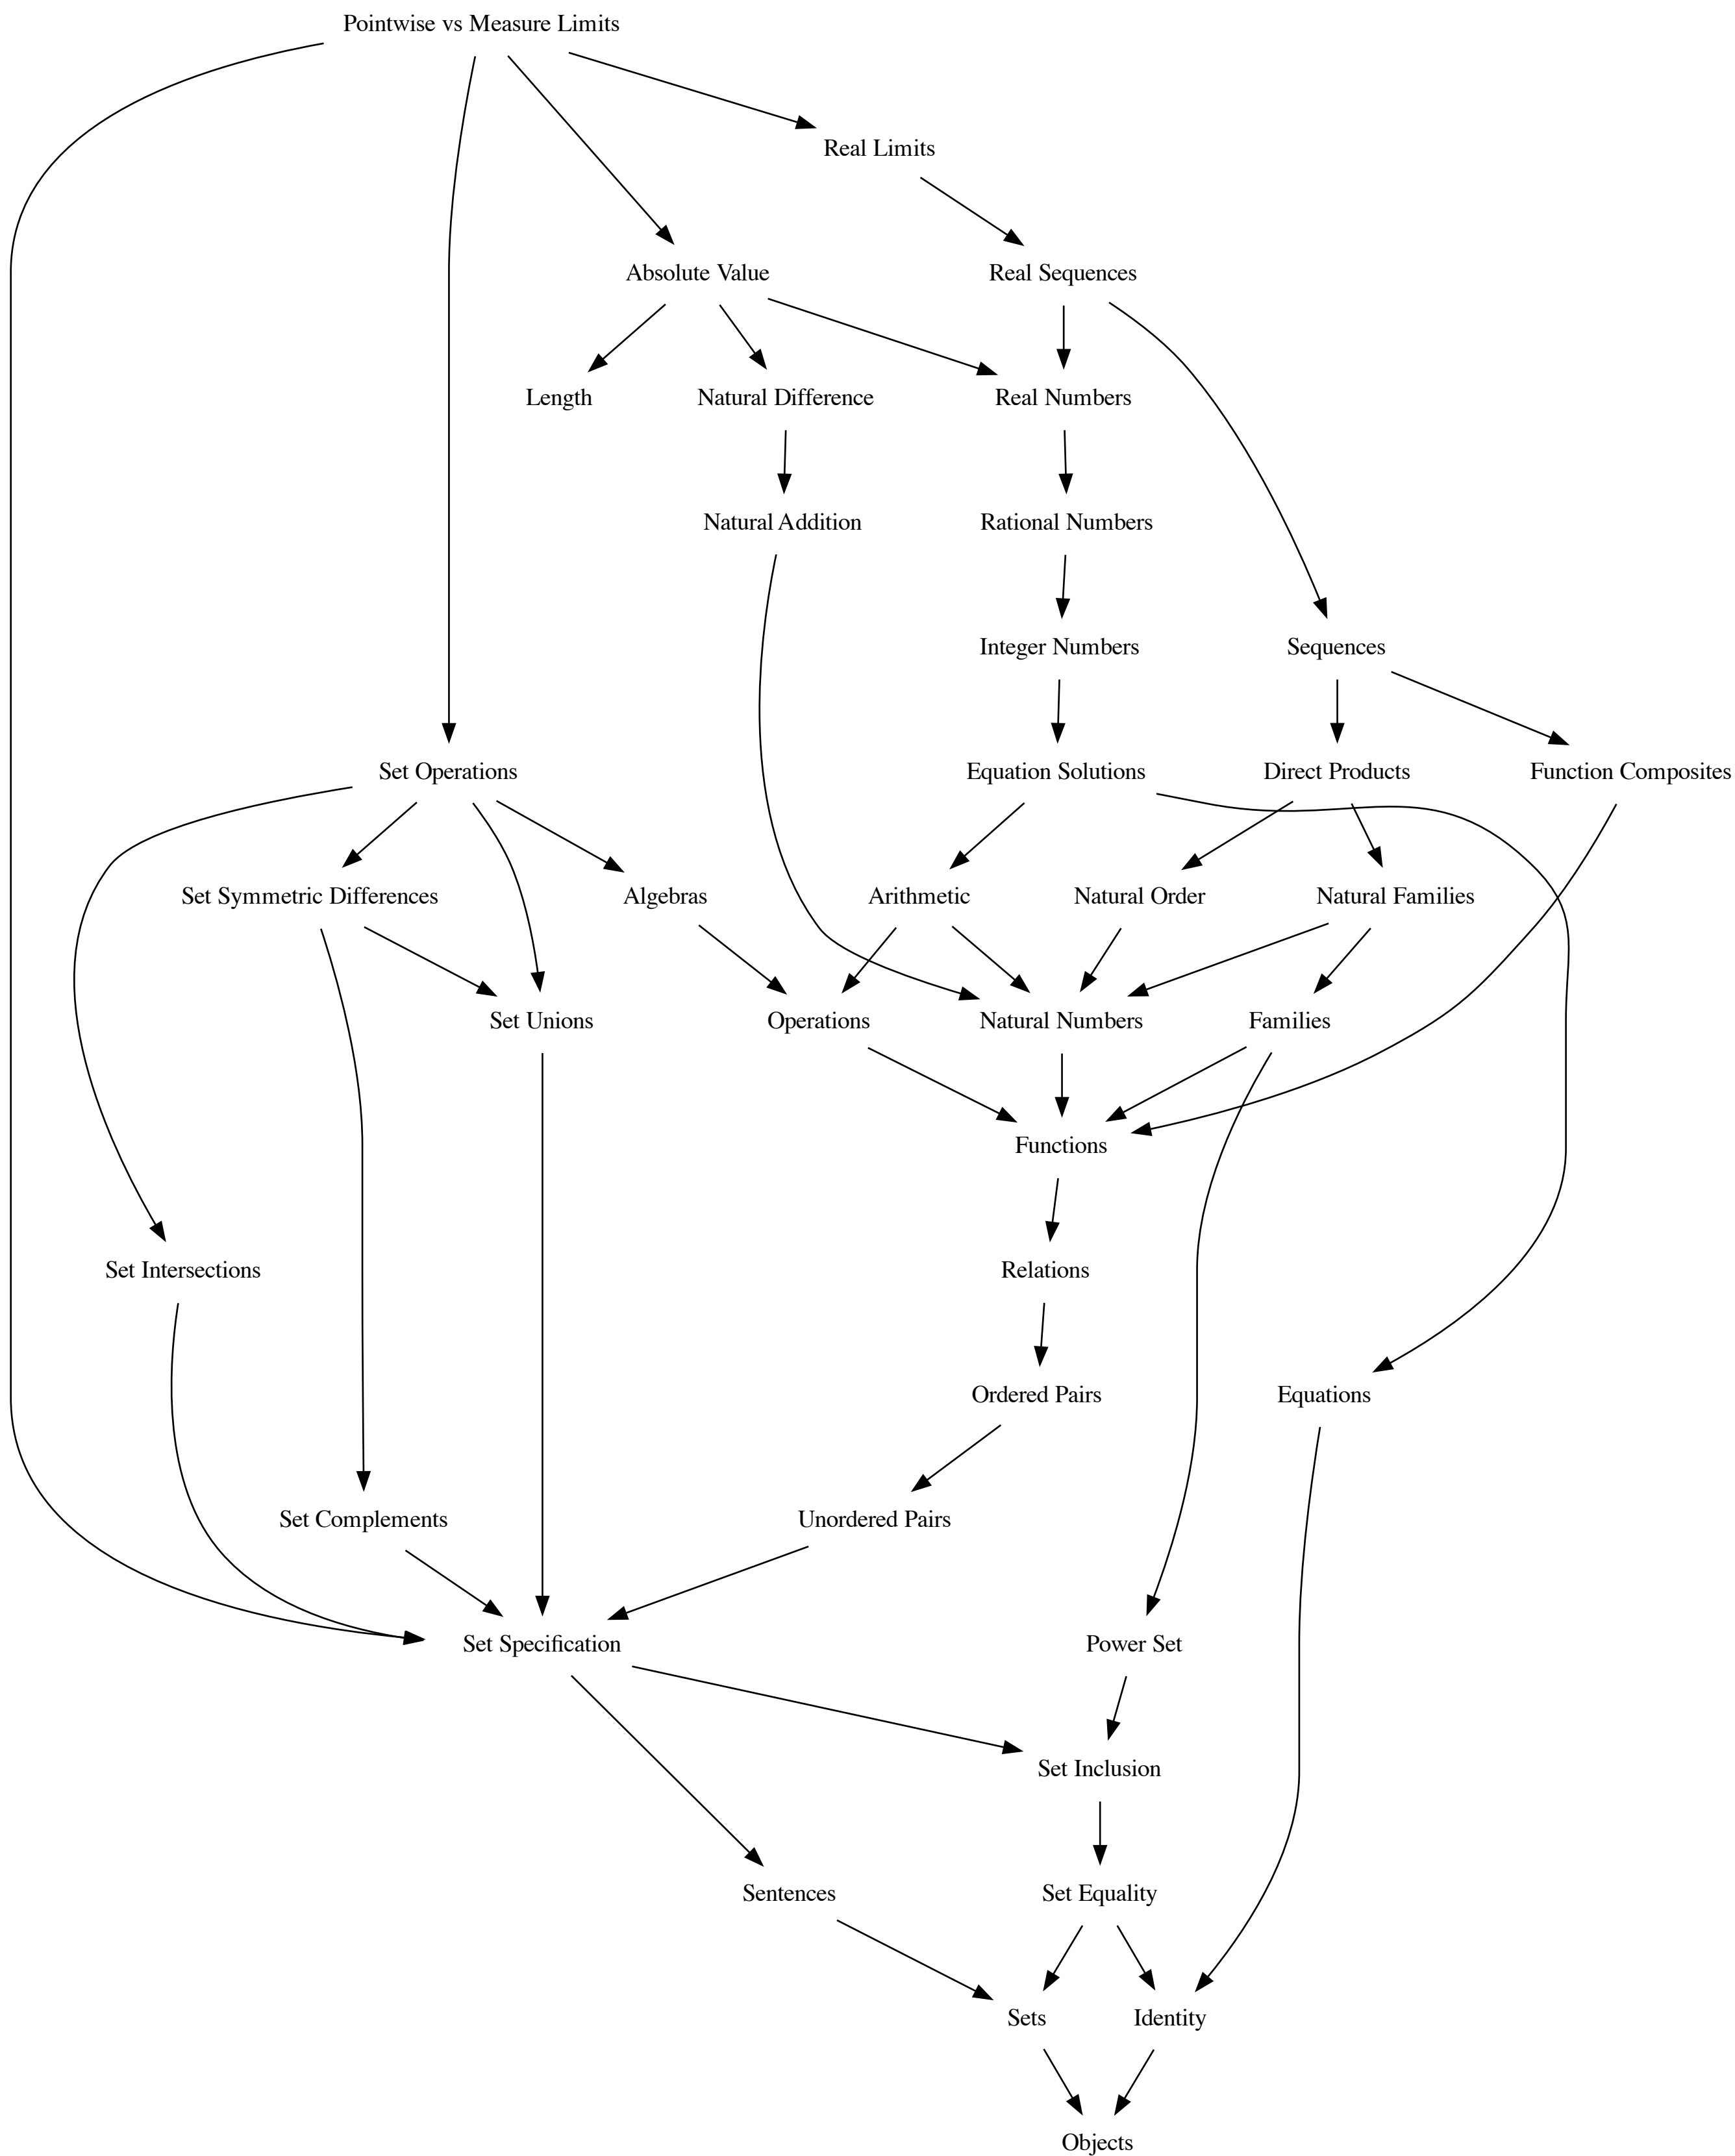 Pointwise vs Measure Limits
Real Limits
Absolute Value
Real Sequences
Length
Natural Difference
Real Numbers
Natural Addition
Rational Numbers
Integer Numbers
Sequences
Set Operations
Equation Solutions
Direct Products
Function Composites
Set Symmetric Differences
Algebras
Arithmetic
Natural Order
Natural Families
Set Unions
Operations
Natural Numbers
Families
Functions
Set Intersections
Relations
Ordered Pairs
Equations
Set Complements
Unordered Pairs
Set Specification
Power Set
Set Inclusion
Sentences
Set Equality
Sets
Identity
Objects